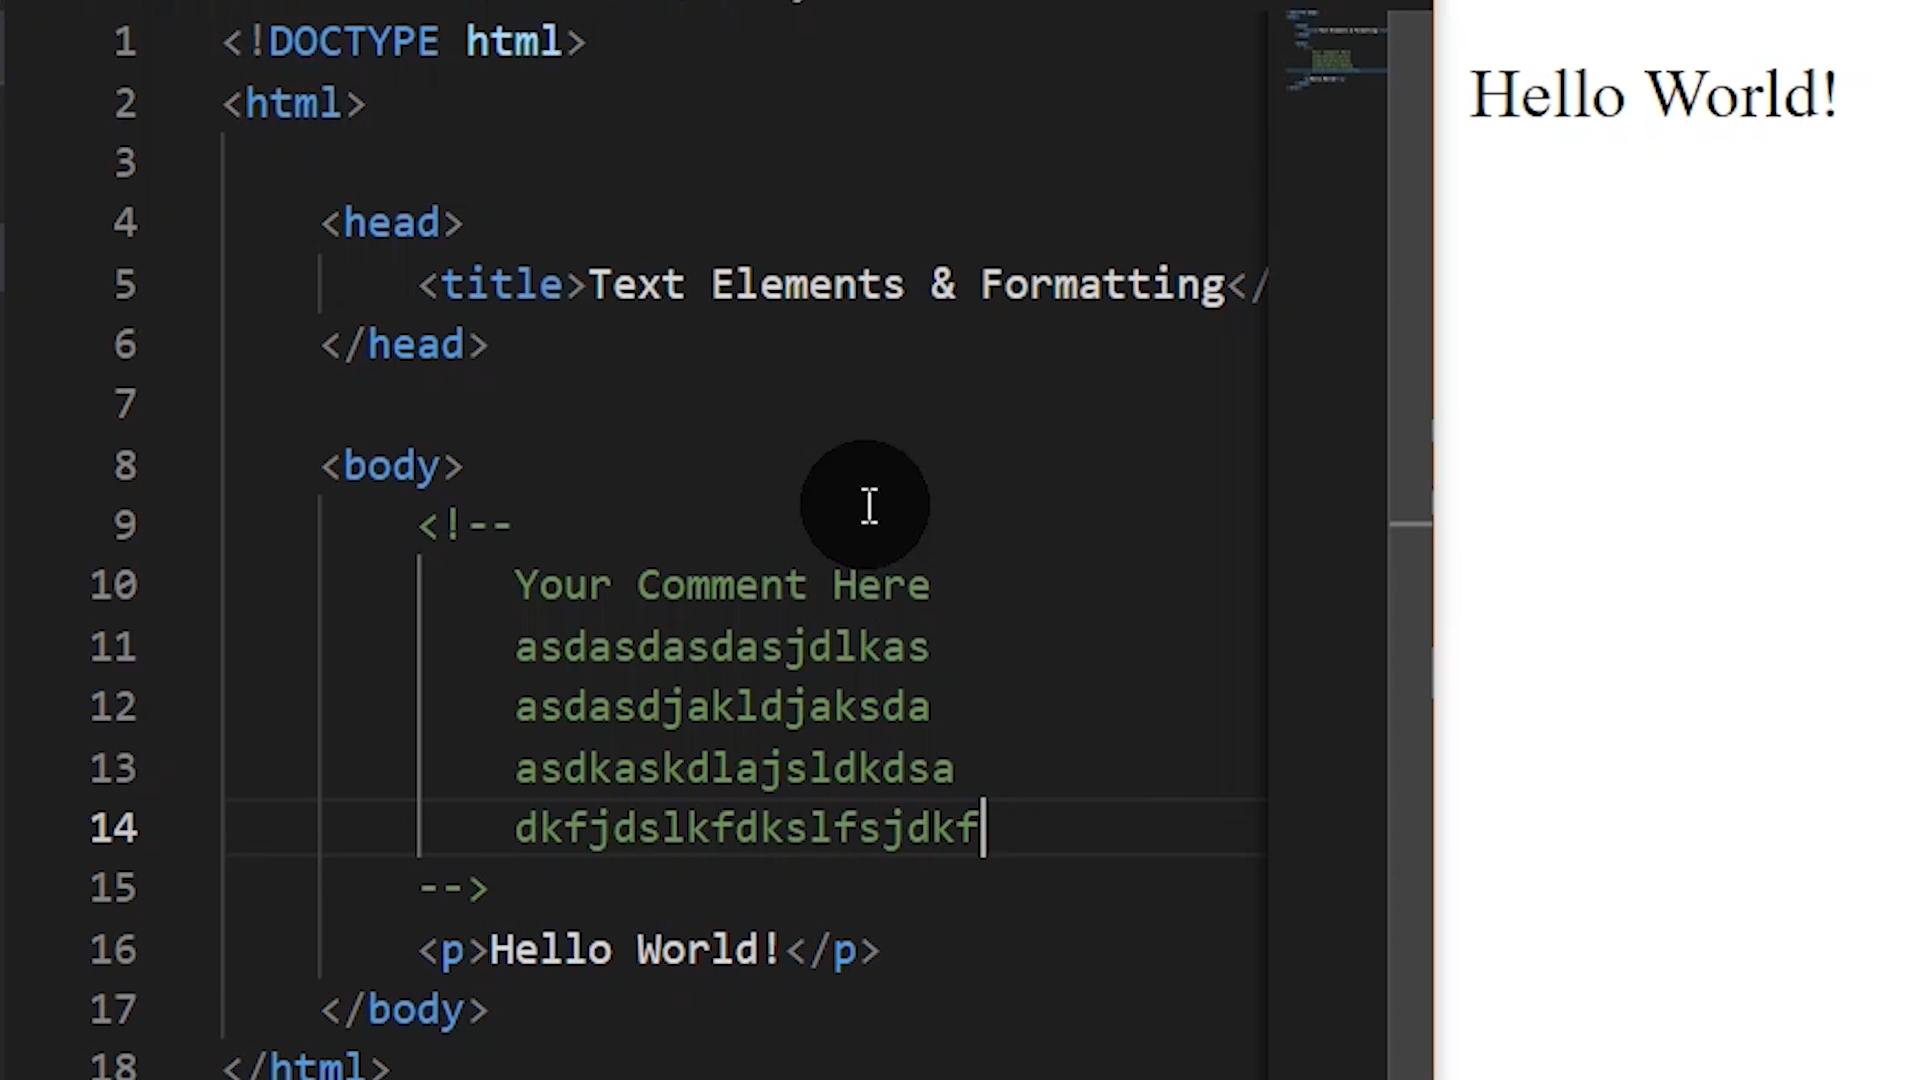 1 <!DOCTYPE html>
2 <html>
3
4 <head>
5 <title>Text Elements & Formatting</
6 </head>
7
8 <body>
9 <!--
10 Your Comment Here
11 asdasdasdasjdlkas
12 asdasdjakldjaksda
13 asdkaskdlajsldkdsa
14 dkfjdslkfdkslfsjdkf
15 -->
16 <p>Hello World!</p>
17 </body>
18 </html>
Hello World!